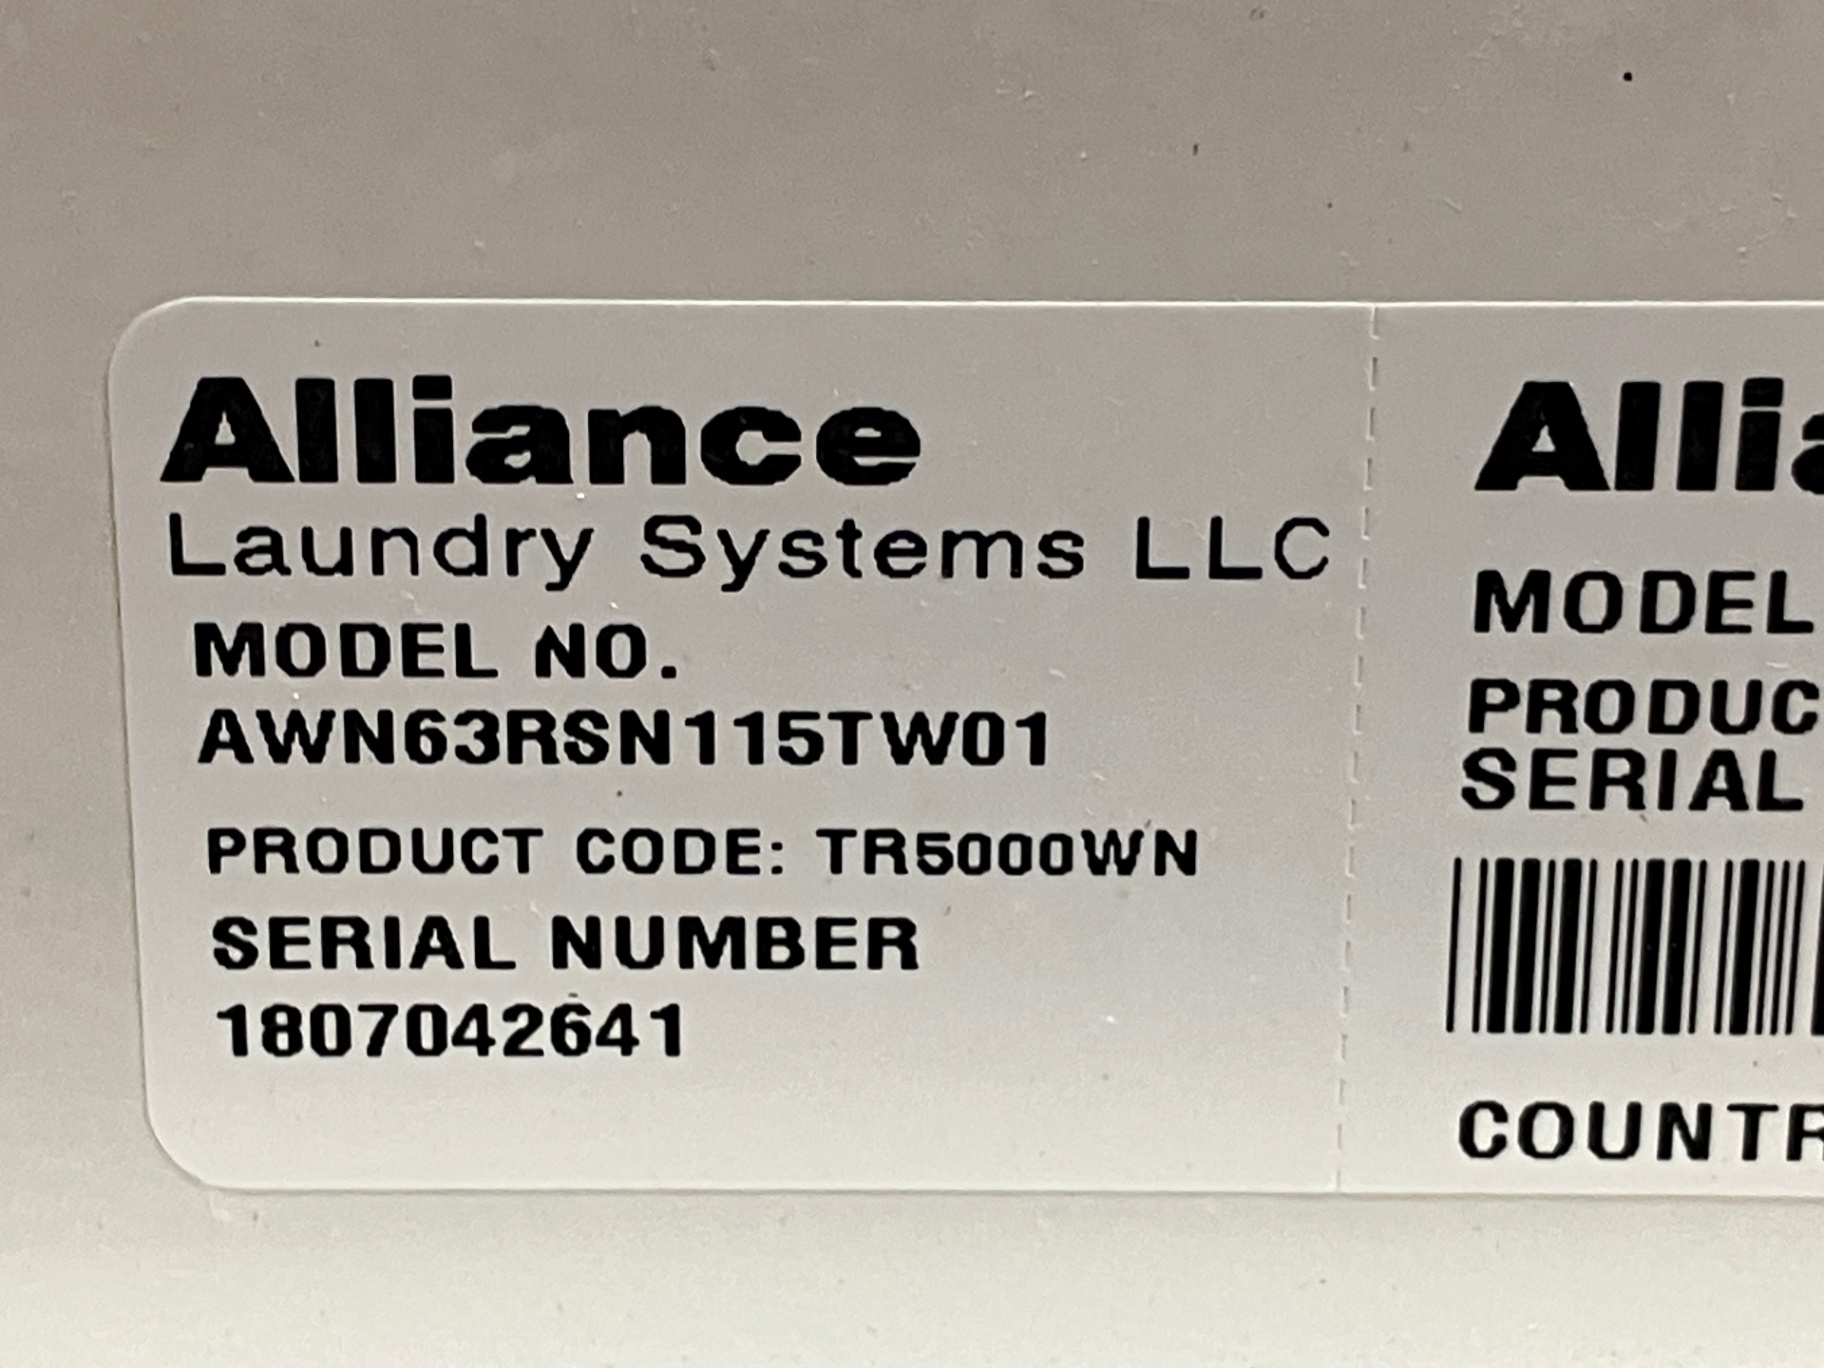 Alliance
Laundry Systems LLC
MODEL NO.
AWN63RSN115TW01
PRODUCT CODE: TR5000WN
SERIAL NUMBER
1807042641
Allia
MODEL
PRODUC
SERIAL
COUNTR